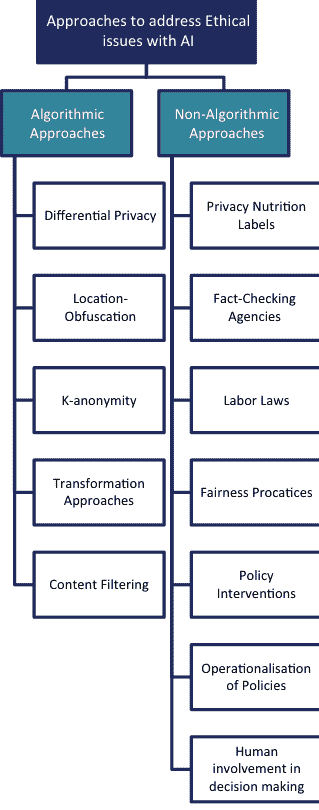 Approaches to address Ethical
issues with AI
Algorithmic
Approaches
Non-Algorithmic
Approaches
Differential Privacy
Location-
Obfuscation
K-anonymity
Transformation
Approaches
Content Filtering
Privacy Nutrition
Labels
Fact-Checking
Agencies
Labor Laws
Fairness Procatices
Policy
Interventions
Operationalisation
of Policies
Human
involvement in
decision making